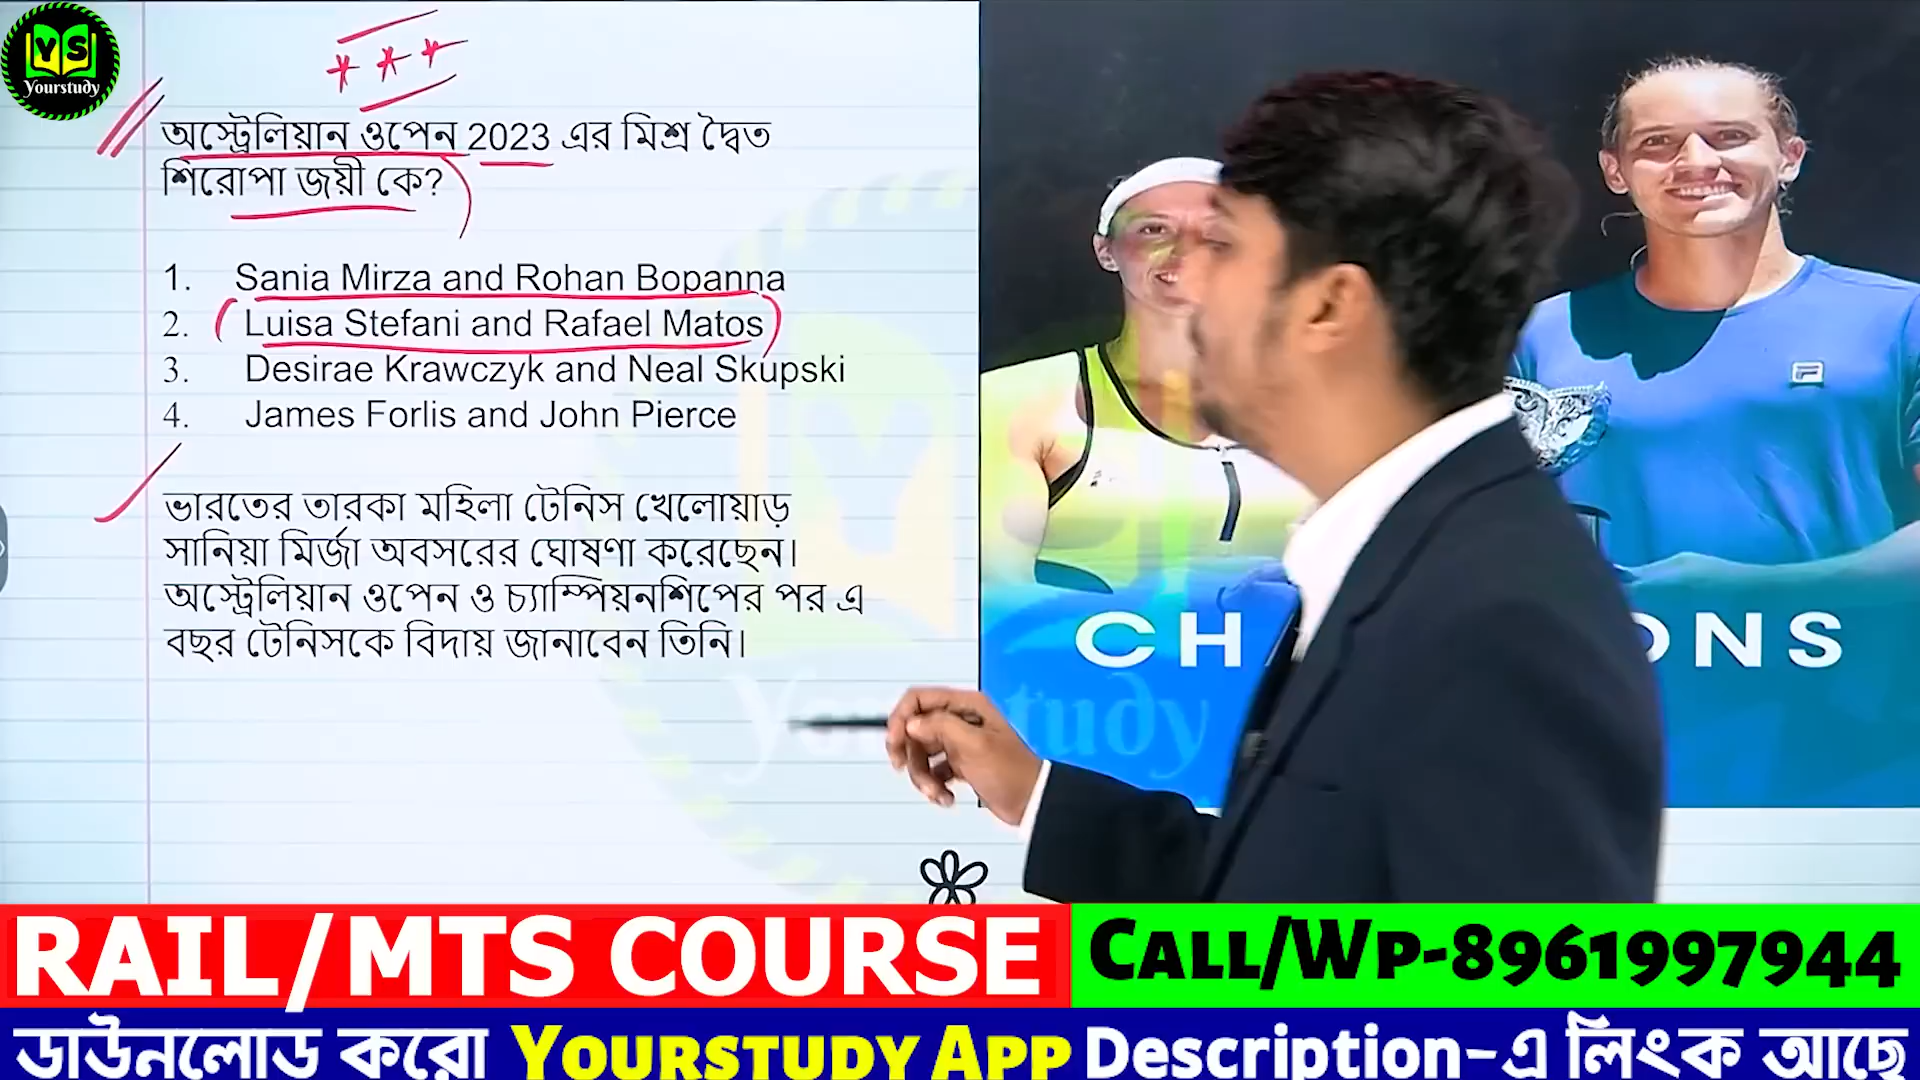 YS
Yourstudy
অস্ট্রেলিয়ান ওপেন 2023 এর মিশ্র দ্বৈত
শিরোপা জয়ী কে?
1. Sania Mirza and Rohan Bopanna
2. Luisa Stefani and Rafael Matos
3. Desirae Krawczyk and Neal Skupski
4. James Forlis and John Pierce
ভারতের তারকা মহিলা টেনিস খেলোয়াড়
সানিয়া মির্জা অবসরের ঘোষণা করেছেন।
অস্ট্রেলিয়ান ওপেন ও চ্যাম্পিয়নশিপের পর এ
বছর টেনিসকে বিদায় জানাবেন তিনি।
RAIL/MTS COURSE
CALL/WP-8961997944
ডাউনলোড করো YOURSTUDY APP Description-এ লিংক আছে